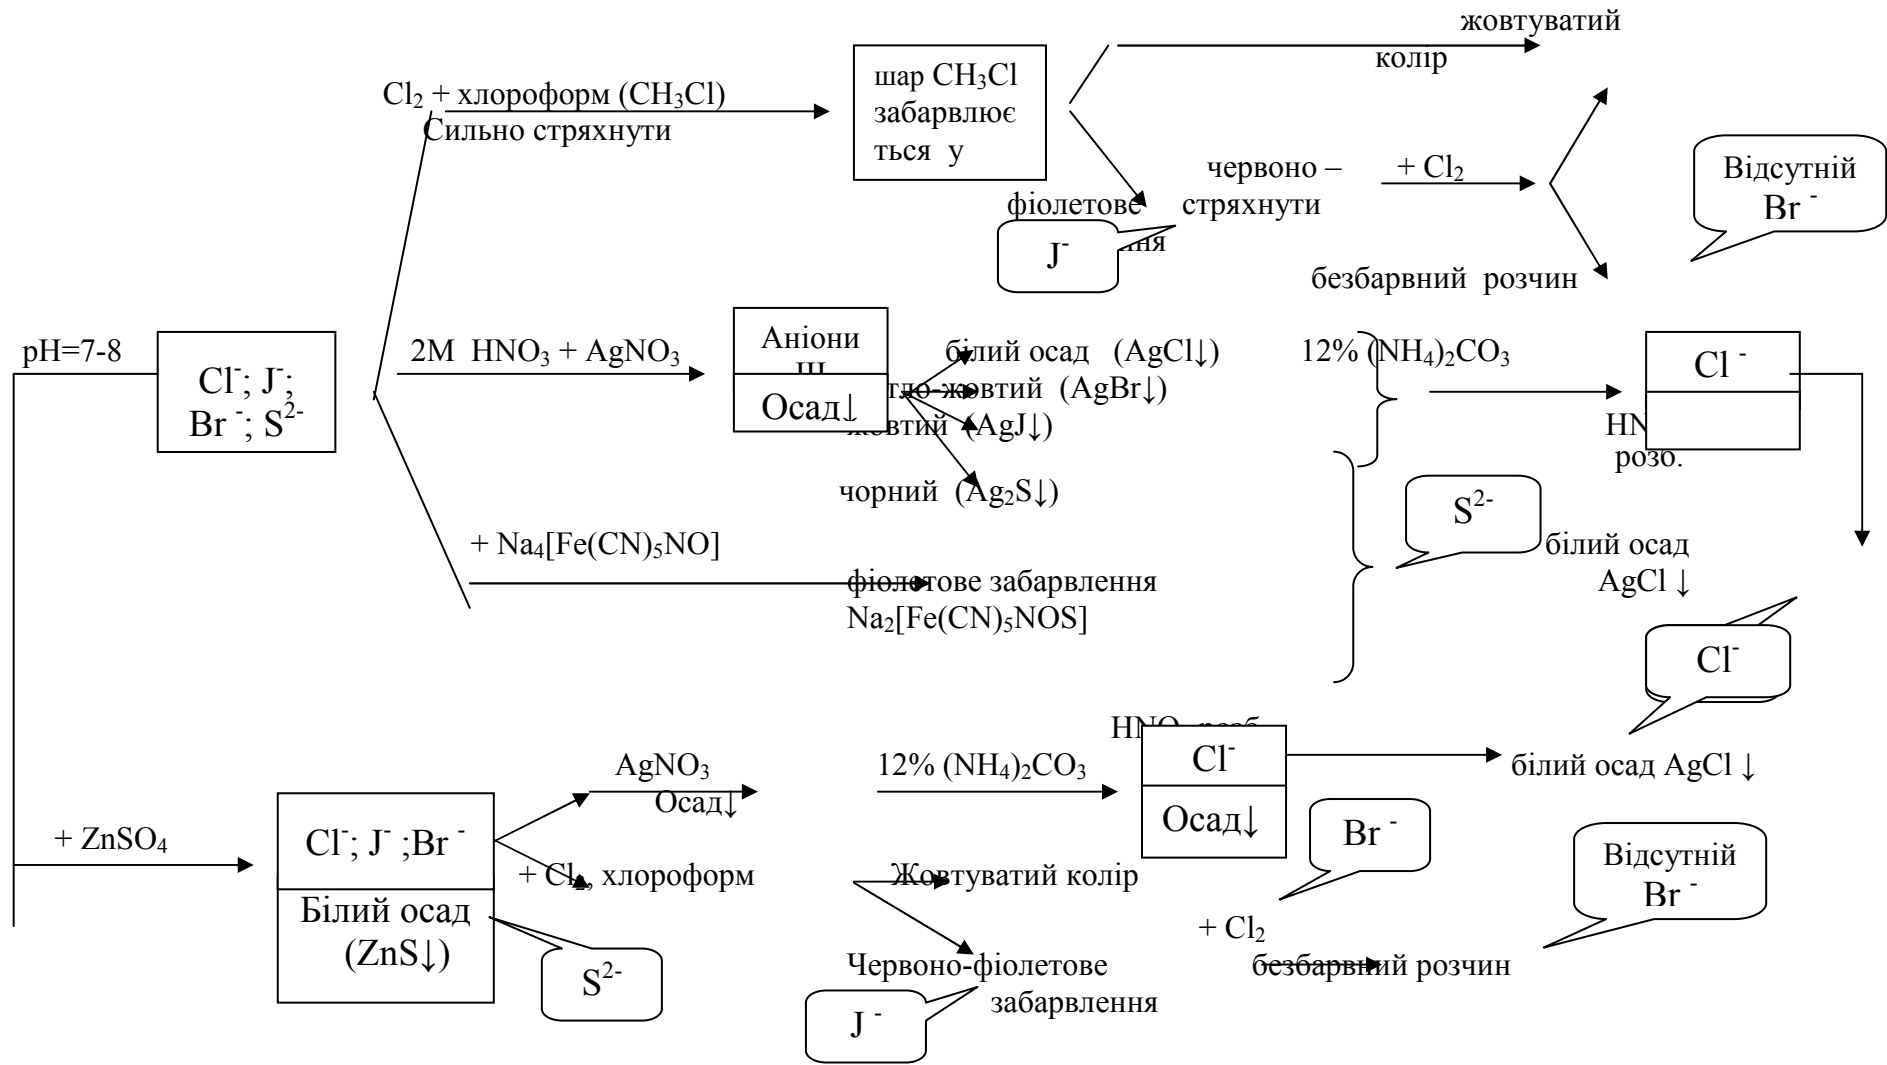 жовтуватий
колір
Cl₂ + хлороформ (CH₃Cl)
Сильно стряхнути
шар CH₃Cl
забарвлює
ться у
червоно –
фіолетове
стряхнути
+ Cl₂
J⁻
Відсутній
Br ⁻
безбарвний розчин
pH=7-8
Cl⁻; J⁻;
Br ⁻; S²⁻
2М HNO₃ + AgNO₃
Аніони
Осад↓
білий осад (AgCl↓)
тло-жовтий (AgBr↓)
жовтий (AgJ↓)
чорний (Ag₂S↓)
12% (NH₄)₂CO₃
Cl ⁻
розб.
S²⁻
білий осад
AgCl ↓
Cl⁻
+ Na₄[Fe(CN)₅NO]
фіолетове забарвлення
Na₂[Fe(CN)₅NOS]
+ ZnSO₄
Cl⁻; J⁻ ;Br ⁻
Білий осад
(ZnS↓)
S²⁻
AgNO₃
Осад↓
12% (NH₄)₂CO₃
Cl⁻
Осад↓
білий осад AgCl ↓
+ Cl₂, хлороформ
Жовтуватий колір
Br ⁻
Червоно-фіолетове
забарвлення
J ⁻
+ Cl₂
безбарвний розчин
Відсутній
Br ⁻